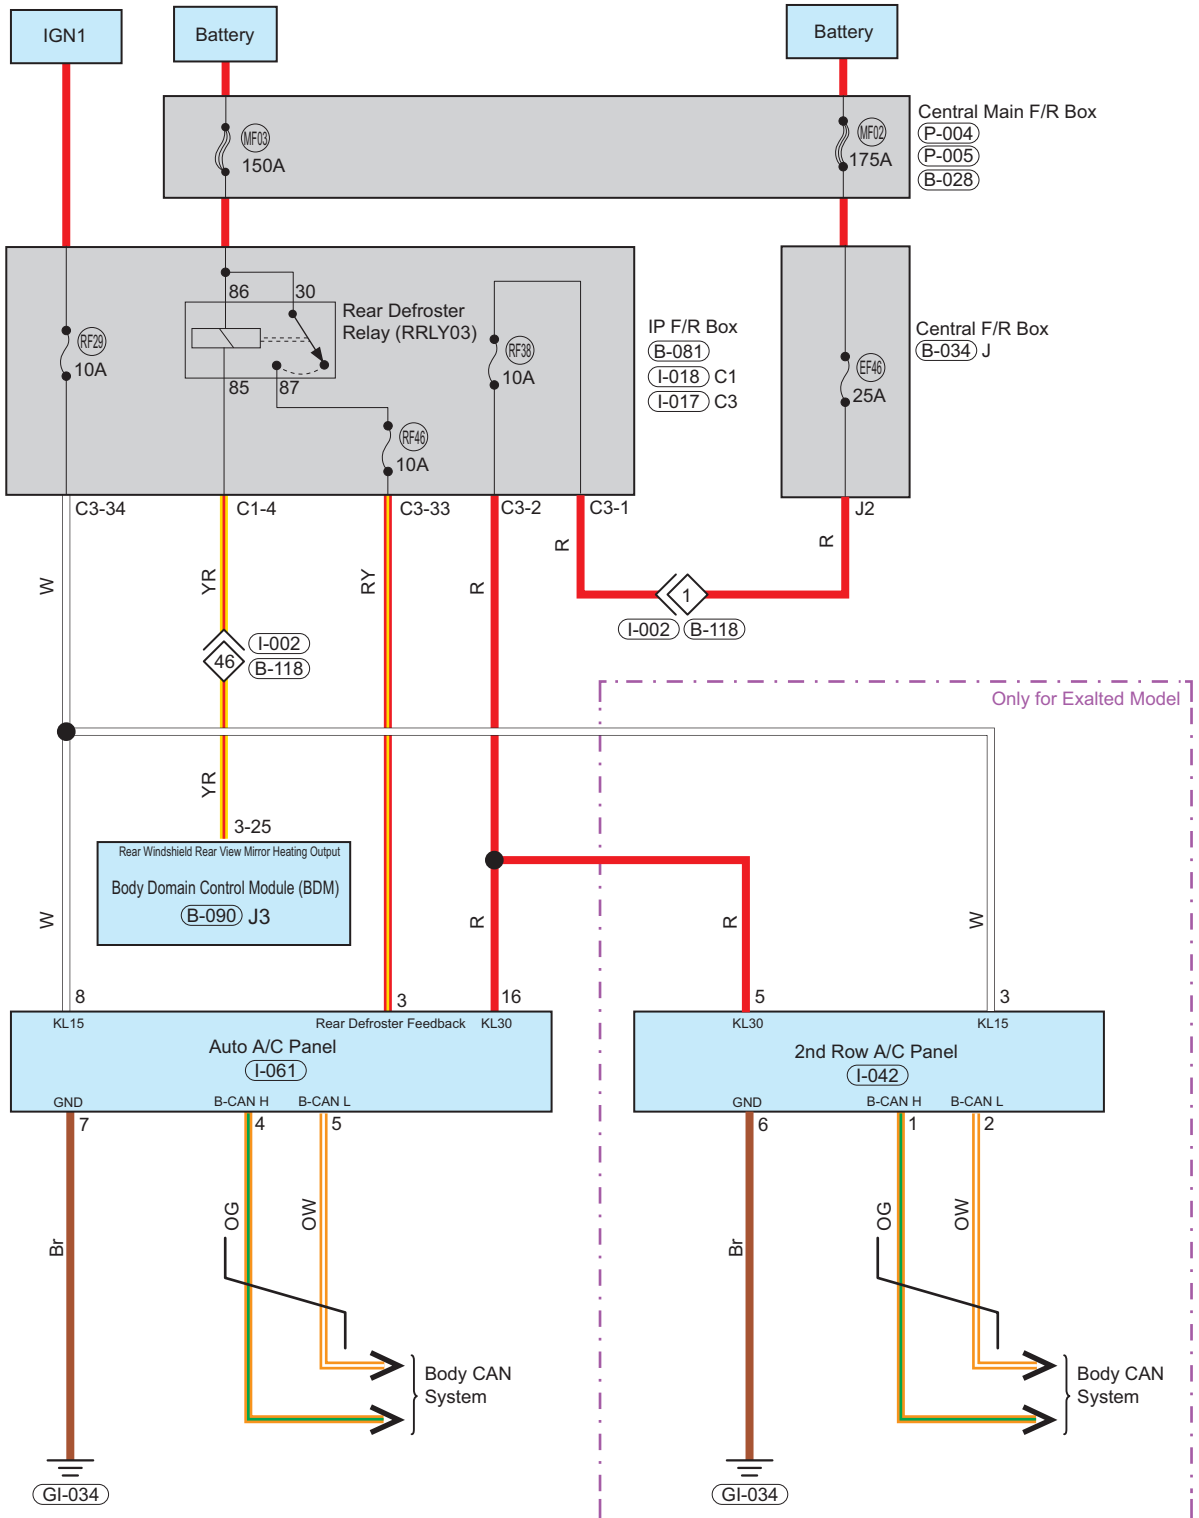 IGN1
Battery
Battery
MF03
150A
MF02
175A
Central Main F/R Box
P-004
P-005
B-028
RF29
10A
86
30
85
87
Rear Defroster
Relay (RRLY03)
RF46
10A
RF38
10A
IP F/R Box
B-081
I-018 C1
I-017 C3
EF46
25A
Central F/R Box
B-034 J
C3-34
C1-4
C3-33
C3-2
C3-1
J2
W
YR
RY
R
R
R
46
I-002
B-118
1
I-002 B-118
Only for Exalted Model
YR
3-25
Rear Windshield Rear View Mirror Heating Output
Body Domain Control Module (BDM)
B-090 J3
W
R
R
W
8
3
16
5
3
KL15
Rear Defroster Feedback
KL30
Auto A/C Panel
I-061
GND
B-CAN H
B-CAN L
7
4
5
KL30
KL15
2nd Row A/C Panel
I-042
GND
B-CAN H
B-CAN L
6
1
2
Br
OG
OW
Br
OG
OW
Body CAN
System
Body CAN
System
GI-034
GI-034